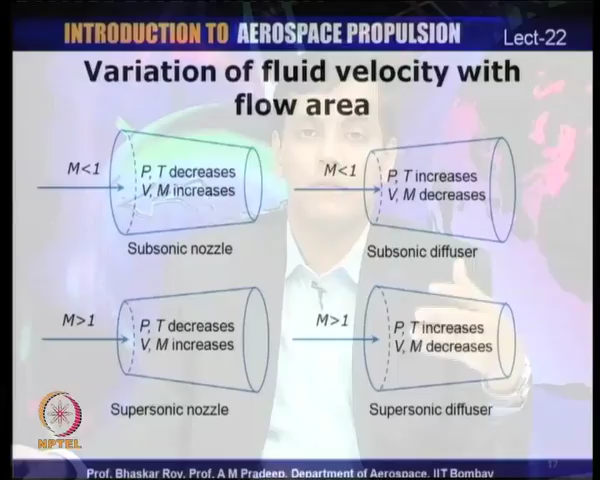 INTRODUCTION TO AEROSPACE PROPULSION
Lect-22
Variation of fluid velocity with
flow area
M<1
P, T decreases
V, M increases
Subsonic nozzle
M<1
P, T increases
V, M decreases
Subsonic diffuser
M>1
P, T decreases
V, M increases
Supersonic nozzle
M>1
P, T increases
V, M decreases
Supersonic diffuser
NPTEL
17
Prof. Bhaskar Roy, Prof. A M Pradeep, Department of Aerospace, IIT Bombay